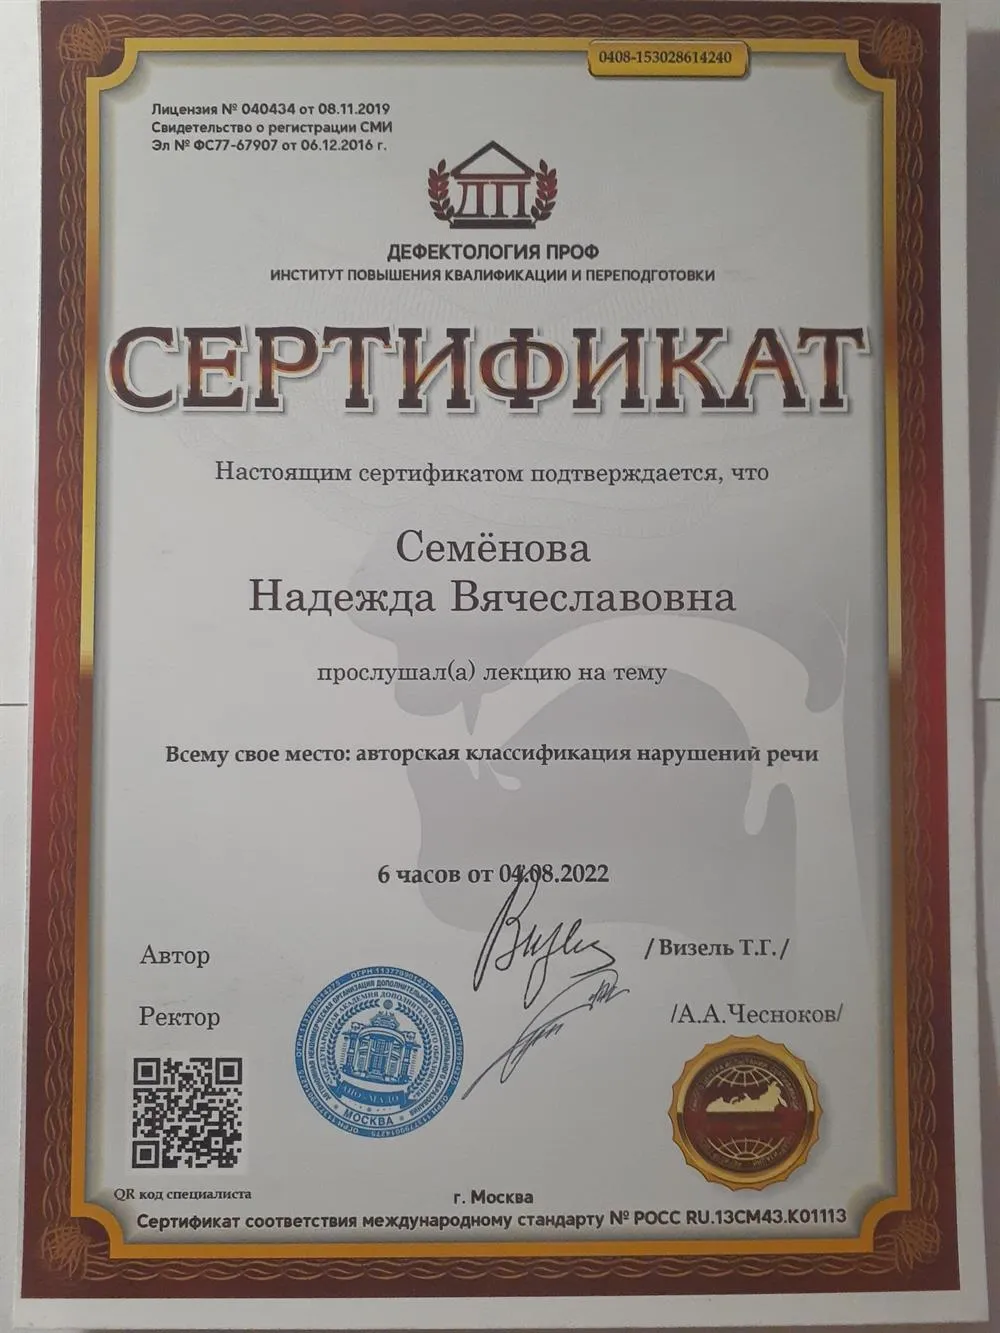 0408-153028614240
Лицензия № 040434 от 08.11.2019
Свидетельство о регистрации СМИ
Эл № ФС77-67907 от 06.12.2016 г.
ДП
ДЕФЕКТОЛОГИЯ ПРОФ
ИНСТИТУТ ПОВЫШЕНИЯ КВАЛИФИКАЦИИ И ПЕРЕПОДГОТОВКИ
СЕРТИФИКАТ
Настоящим сертификатом подтверждается, что
Семёнова
Надежда Вячеславовна
прослушал(а) лекцию на тему
Всему свое место: авторская классификация нарушений речи
6 часов от 04.08.2022
Автор
/Визель Т.Г./
Ректор
/А.А.Чесноков/
МОСКВА
QR код специалиста
г. Москва
Сертификат соответствия международному стандарту № РОСС RU.13СМ43.К01113